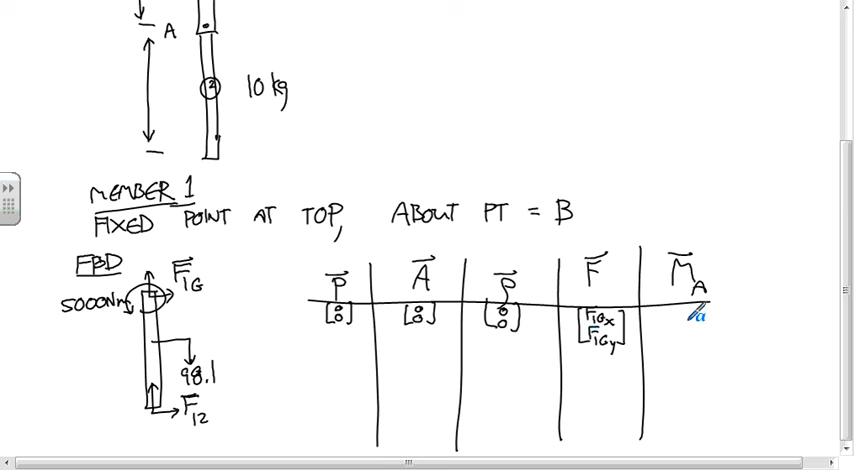 A
2
10 kg
MEMBER 1
FIXED POINT AT TOP, ABOUT PT = B
FBD
F1G
5000Nm
98.1
F12
P A ρ F MA
[0 0] [0 0] [0 0] [F1Gx F1Gy]